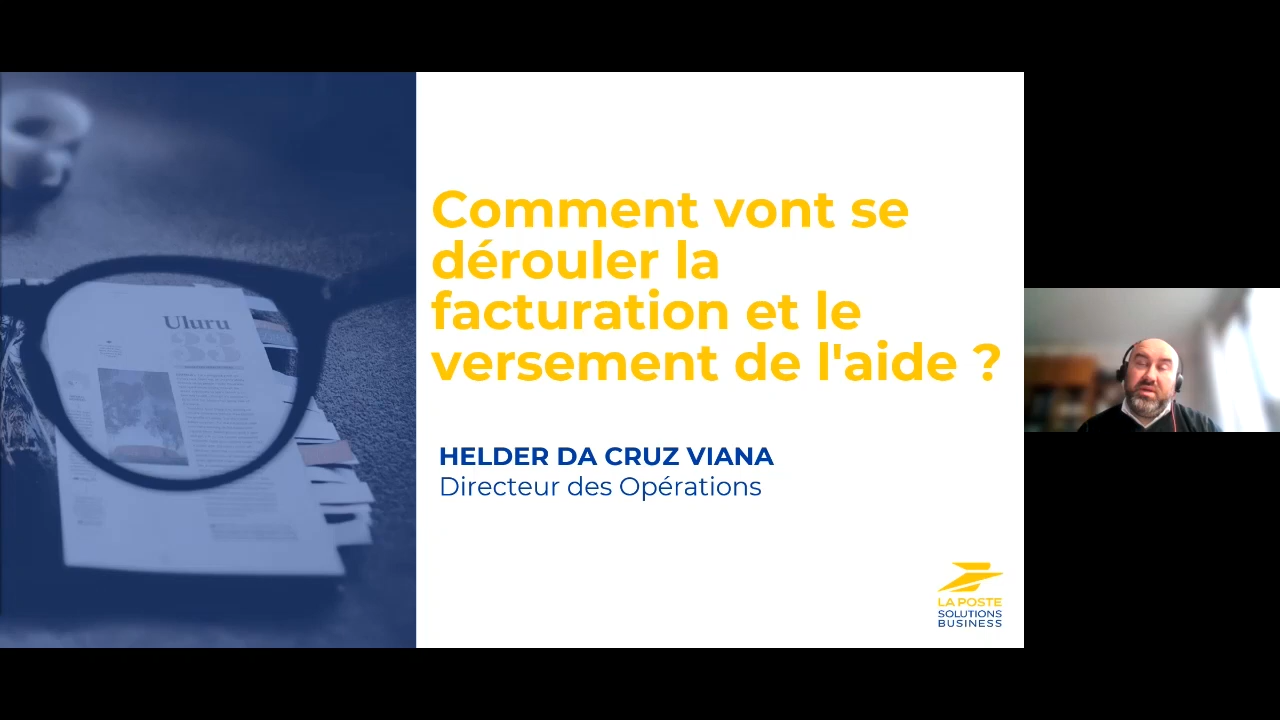 Uluru
33
Comment vont se
dérouler la
facturation et le
versement de l'aide ?
HELDER DA CRUZ VIANA
Directeur des Opérations
LA POSTE
SOLUTIONS
BUSINESS